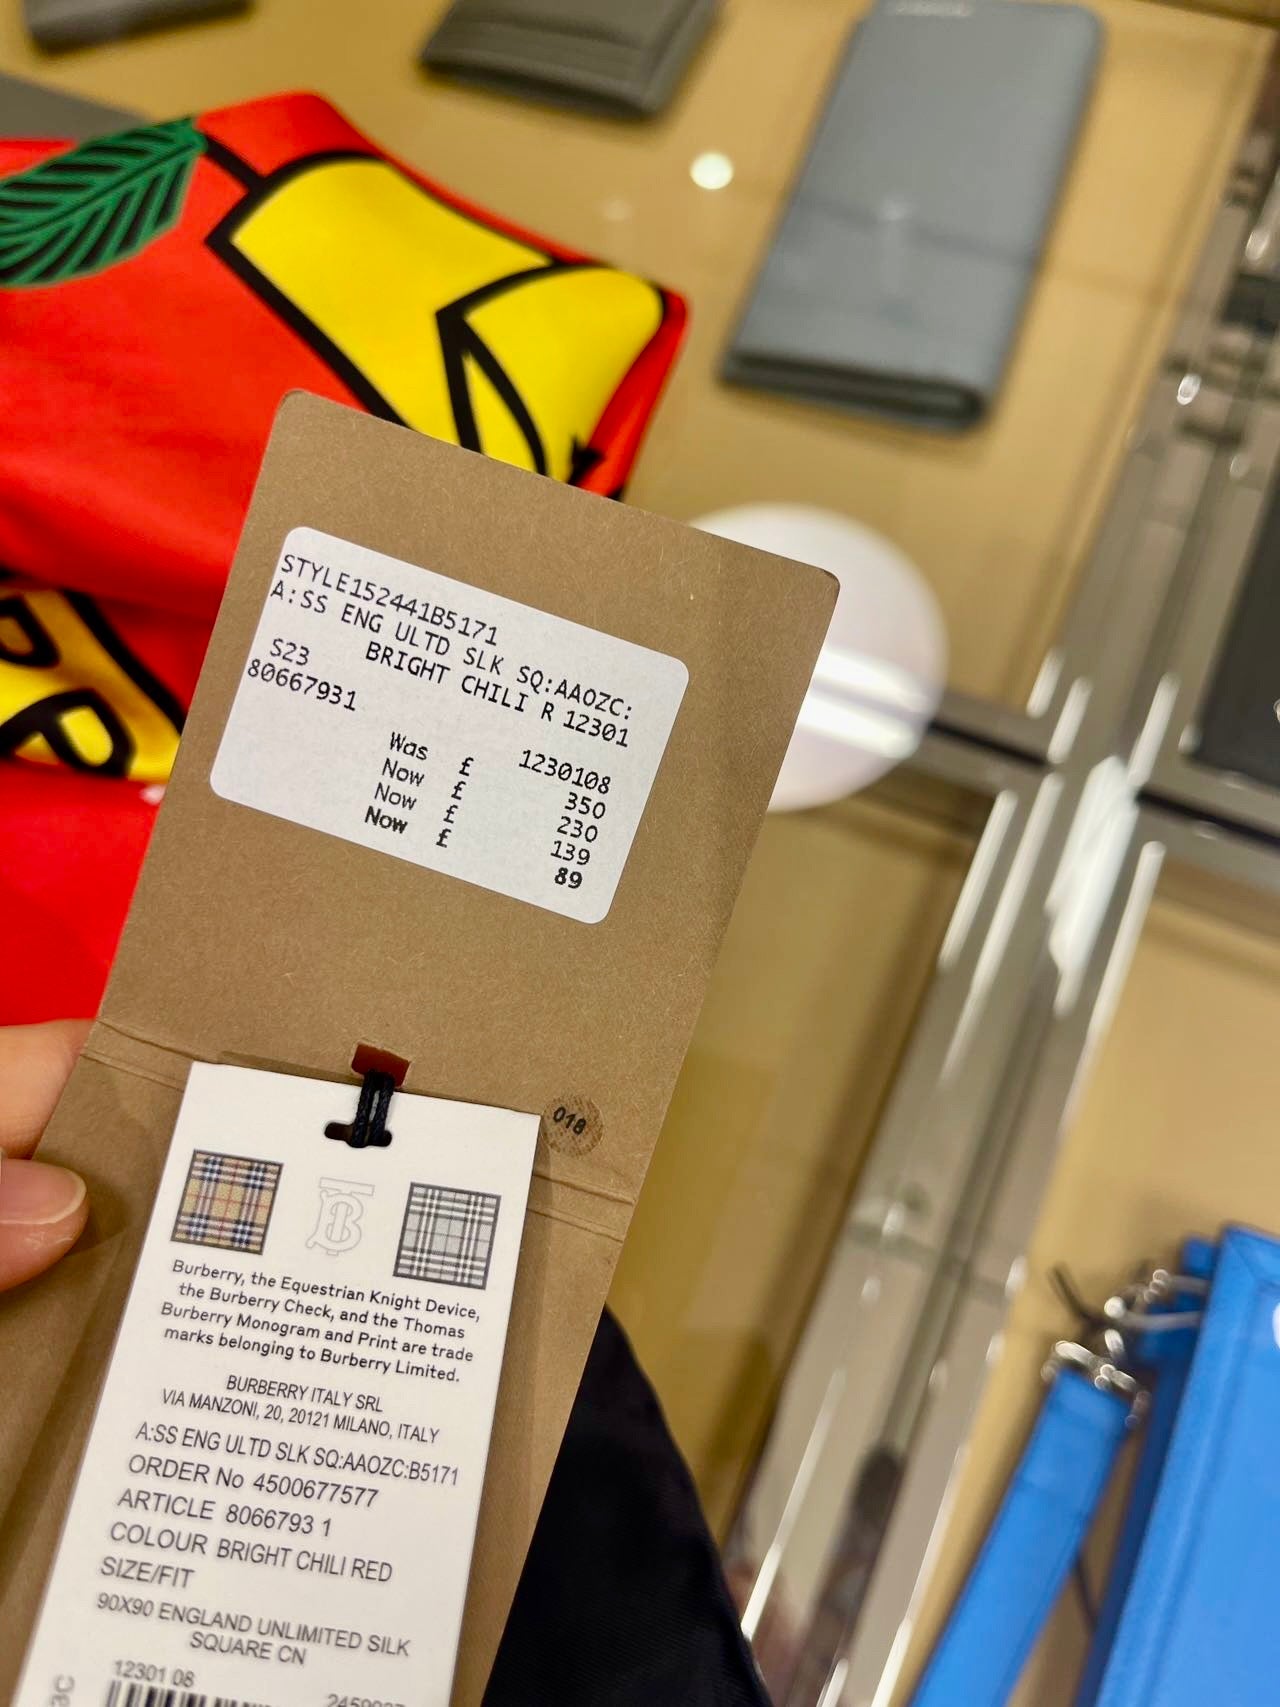 STYLE152441B5171
A:SS ENG ULTD SLK SQ:AAOZC:
BRIGHT CHILI R 12301
S23
80667931
1230108
Was £ 350
Now £ 230
Now £ 139
Now £ 89
018
Burberry, the Equestrian Knight Device,
the Burberry Check, and the Thomas
Burberry Monogram and Print are trade
marks belonging to Burberry Limited.
BURBERRY ITALY SRL
VIA MANZONI, 20, 20121 MILANO, ITALY
A:SS ENG ULTD SLK SQ:AAOZC:B5171
ORDER No 4500677577
ARTICLE 8066793 1
COLOUR BRIGHT CHILI RED
SIZE/FIT
90X90 ENGLAND UNLIMITED SILK
SQUARE CN
12301 08